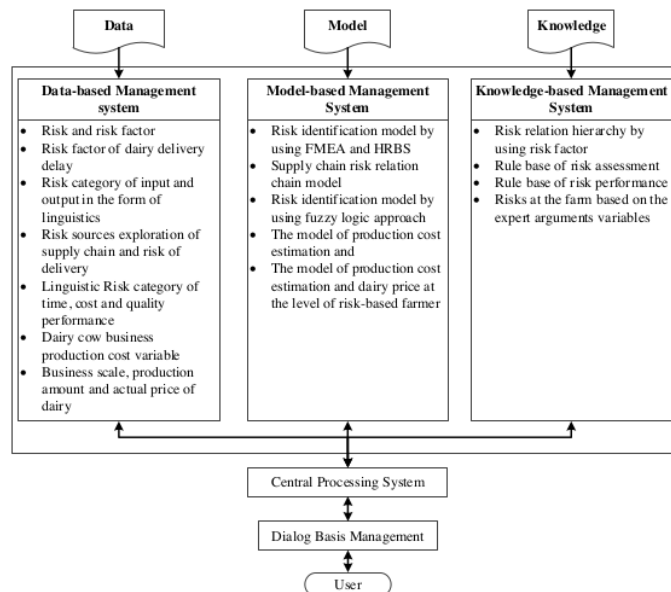 Data
Model
Knowledge
Data-based Management
system
• Risk and risk factor
• Risk factor of dairy delivery
delay
• Risk category of input and
output in the form of
linguistics
• Risk sources exploration of
supply chain and risk of
delivery
• Linguistic Risk category of
time, cost and quality
performance
• Dairy cow business
production cost variable
• Business scale, production
amount and actual price of
dairy
Model-based Management
System
• Risk identification model by
using FMEA and HRBS
• Supply chain risk relation
chain model
• Risk identification model by
using fuzzy logic approach
• The model of production cost
estimation and
• The model of production cost
estimation and dairy price at
the level of risk-based farmer
Knowledge-based Management
System
• Risk relation hierarchy by
using risk factor
• Rule base of risk assessment
• Rule base of risk performance
• Risks at the farm based on the
expert arguments variables
Central Processing System
Dialog Basis Management
User